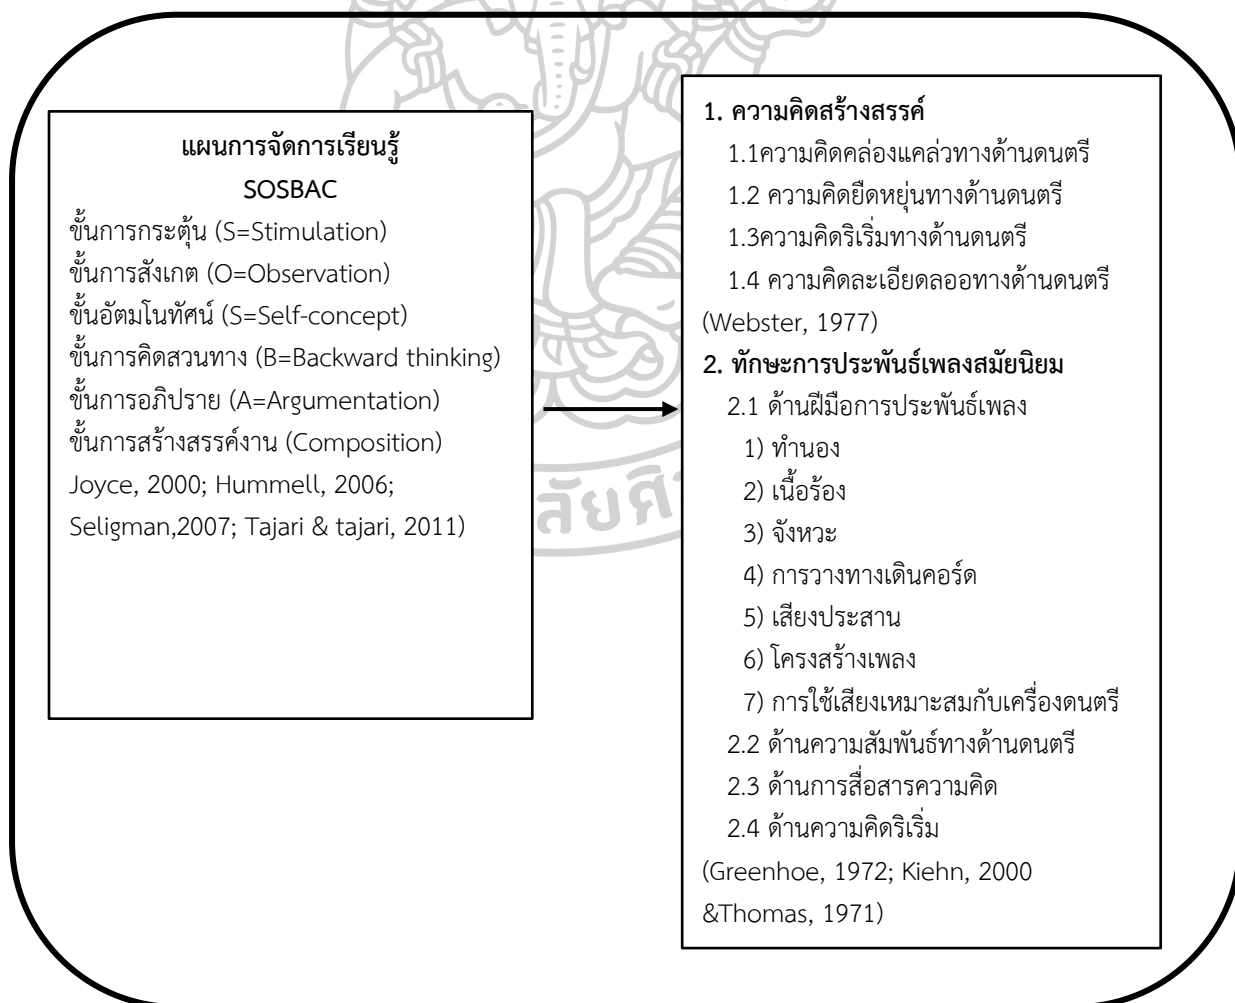 แผนการจัดการเรียนรู้
SOSBAC
ขั้นการกระตุ้น (S=Stimulation)
ขั้นการสังเกต (O=Observation)
ขั้นอัตมโนทัศน์ (S=Self-concept)
ขั้นการคิดสวนทาง (B=Backward thinking)
ขั้นการอภิปราย (A=Argumentation)
ขั้นการสร้างสรรค์งาน (Composition)
Joyce, 2000; Hummell, 2006;
Seligman,2007; Tajari & tajari, 2011)
1. ความคิดสร้างสรรค์
1.1ความคิดคล่องแคล่วทางด้านดนตรี
1.2 ความคิดยืดหยุ่นทางด้านดนตรี
1.3ความคิดริเริ่มทางด้านดนตรี
1.4 ความคิดละเอียดลออทางด้านดนตรี
(Webster, 1977)
2. ทักษะการประพันธ์เพลงสมัยนิยม
2.1 ด้านฝีมือการประพันธ์เพลง
1) ทำนอง
2) เนื้อร้อง
3) จังหวะ
4) การวางทางเดินคอร์ด
5) เสียงประสาน
6) โครงสร้างเพลง
7) การใช้เสียงเหมาะสมกับเครื่องดนตรี
2.2 ด้านความสัมพันธ์ทางด้านดนตรี
2.3 ด้านการสื่อสารความคิด
2.4 ด้านความคิดริเริ่ม
(Greenhoe, 1972; Kiehn, 2000
&Thomas, 1971)